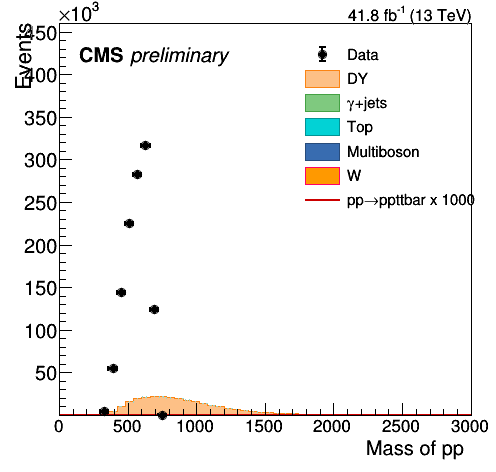 ×10³
41.8 fb⁻¹ (13 TeV)
Events
CMS preliminary
Data
DY
γ+jets
Top
Multiboson
W
pp→ppttbar x 1000
450
400
350
300
250
200
150
100
50
0 500 1000 1500 2000 2500 3000
Mass of pp